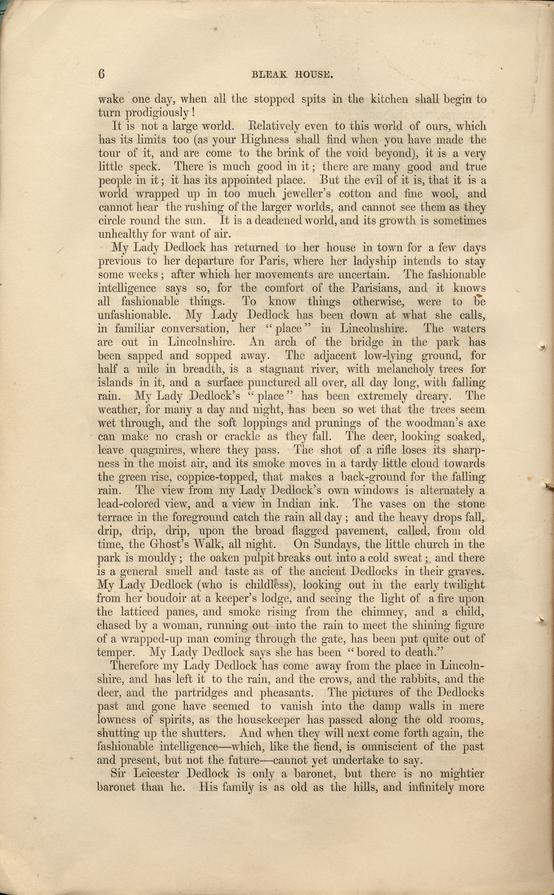 6 BLEAK HOUSE.
wake one day, when all the stopped spits in the kitchen shall begin to
turn prodigiously!
It is not a large world. Relatively even to this world of ours, which
has its limits too (as your Highness shall find when you have made the
tour of it, and are come to the brink of the void beyond), it is a very
little speck. There is much good in it; there are many good and true
people in it; it has its appointed place. But the evil of it is, that it is a
world wrapped up in too much jeweller's cotton and fine wool, and
cannot hear the rushing of the larger worlds, and cannot see them as they
circle round the sun. It is a deadened world, and its growth is sometimes
unhealthy for want of air.
My Lady Dedlock has returned to her house in town for a few days
previous to her departure for Paris, where her ladyship intends to stay
some weeks; after which her movements are uncertain. The fashionable
intelligence says so, for the comfort of the Parisians, and it knows
all fashionable things. To know things otherwise, were to be
unfashionable. My Lady Dedlock has been down at what she calls,
in familiar conversation, her "place" in Lincolnshire. The waters
are out in Lincolnshire. An arch of the bridge in the park has
been sapped and sopped away. The adjacent low-lying ground, for
half a mile in breadth, is a stagnant river, with melancholy trees for
islands in it, and a surface punctured all over, all day long, with falling
rain. My Lady Dedlock's "place" has been extremely dreary. The
weather, for many a day and night, has been so wet that the trees seem
wet through, and the soft loppings and prunings of the woodman's axe
can make no crash or crackle as they fall. The deer, looking soaked,
leave quagmires, where they pass. The shot of a rifle loses its sharp-
ness in the moist air, and its smoke moves in a tardy little cloud towards
the green rise, coppice-topped, that makes a back-ground for the falling
rain. The view from my Lady Dedlock's own windows is alternately a
lead-colored view, and a view in Indian ink. The vases on the stone
terrace in the foreground catch the rain all day; and the heavy drops fall,
drip, drip, drip, upon the broad flagged pavement, called, from old
time, the Ghost's Walk, all night. On Sundays, the little church in the
park is mouldy; the oaken pulpit breaks out into a cold sweat; and there
is a general smell and taste as of the ancient Dedlocks in their graves.
My Lady Dedlock (who is childless), looking out in the early twilight
from her boudoir at a keeper's lodge, and seeing the light of a fire upon
the latticed panes, and smoke rising from the chimney, and a child,
chased by a woman, running out into the rain to meet the shining figure
of a wrapped-up man coming through the gate, has been put quite out of
temper. My Lady Dedlock says she has been "bored to death."
Therefore my Lady Dedlock has come away from the place in Lincoln-
shire, and has left it to the rain, and the crows, and the rabbits, and the
deer, and the partridges and pheasants. The pictures of the Dedlocks
past and gone have seemed to vanish into the damp walls in mere
lowness of spirits, as the housekeeper has passed along the old rooms,
shutting up the shutters. And when they will next come forth again, the
fashionable intelligence—which, like the fiend, is omniscient of the past
and present, but not the future—cannot yet undertake to say.
Sir Leicester Dedlock is only a baronet, but there is no mightier
baronet than he. His family is as old as the hills, and infinitely more